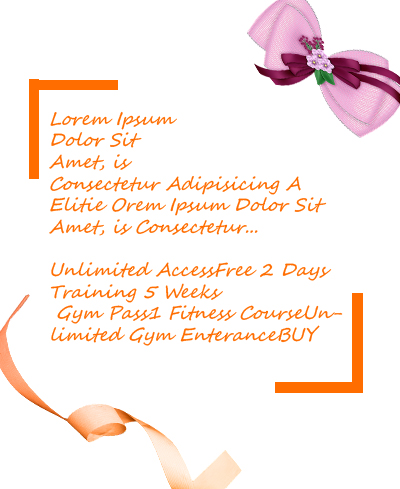 Lorem Ipsum
Dolor Sit
Amet, is
Consectetur Adipisicing A
Elitie Orem Ipsum Dolor Sit
Amet, is Consectetur...
Unlimited AccessFree 2 Days
Training 5 Weeks
Gym Pass1 Fitness CourseUn-
limited Gym EnteranceBUY